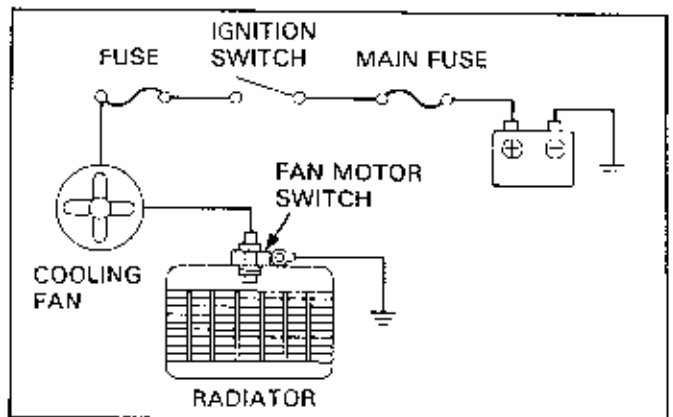 IGNITION
SWITCH
FUSE
MAIN FUSE
FAN MOTOR
SWITCH
COOLING
FAN
RADIATOR